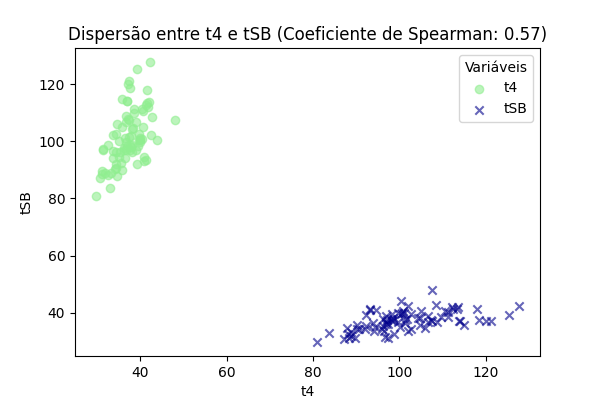 Dispersão entre t4 e tSB (Coeficiente de Spearman: 0.57)
Variáveis
t4
tSB
120
100
80
60
40
tSB
40
60
80
100
120
t4